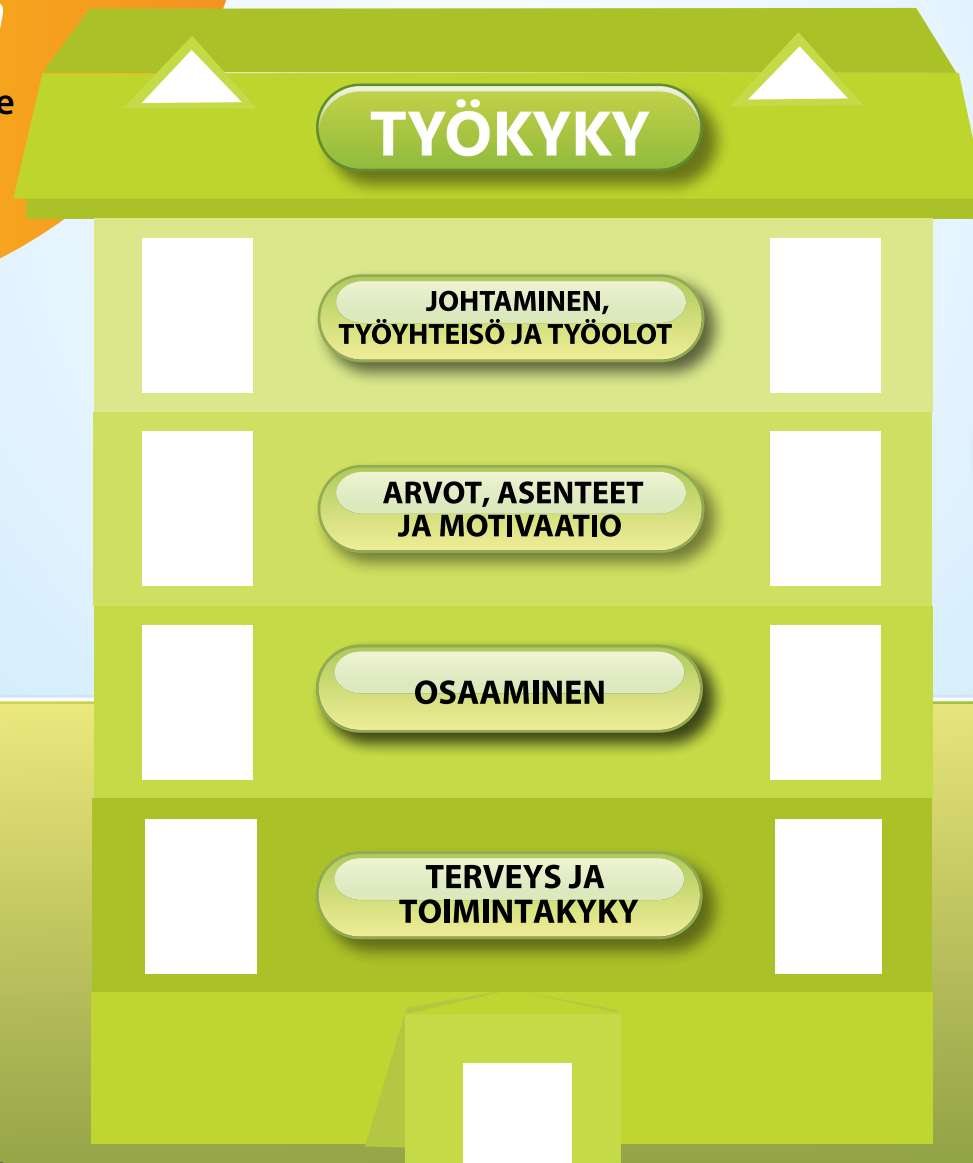 e
TYÖKYKY
JOHTAMINEN,
TYÖYHTEISÖ JA TYÖOLOT
ARVOT, ASENTEET
JA MOTIVAATIO
OSAAMINEN
TERVEYS JA
TOIMINTAKYKY